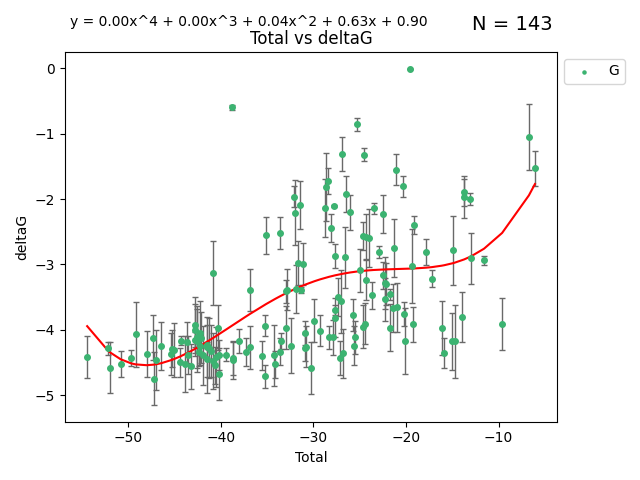 y = 0.00x^4 + 0.00x^3 + 0.04x^2 + 0.63x + 0.90
N = 143
Total vs deltaG
G
deltaG
0
−1
−2
−3
−4
−5
−50 −40 −30 −20 −10
Total